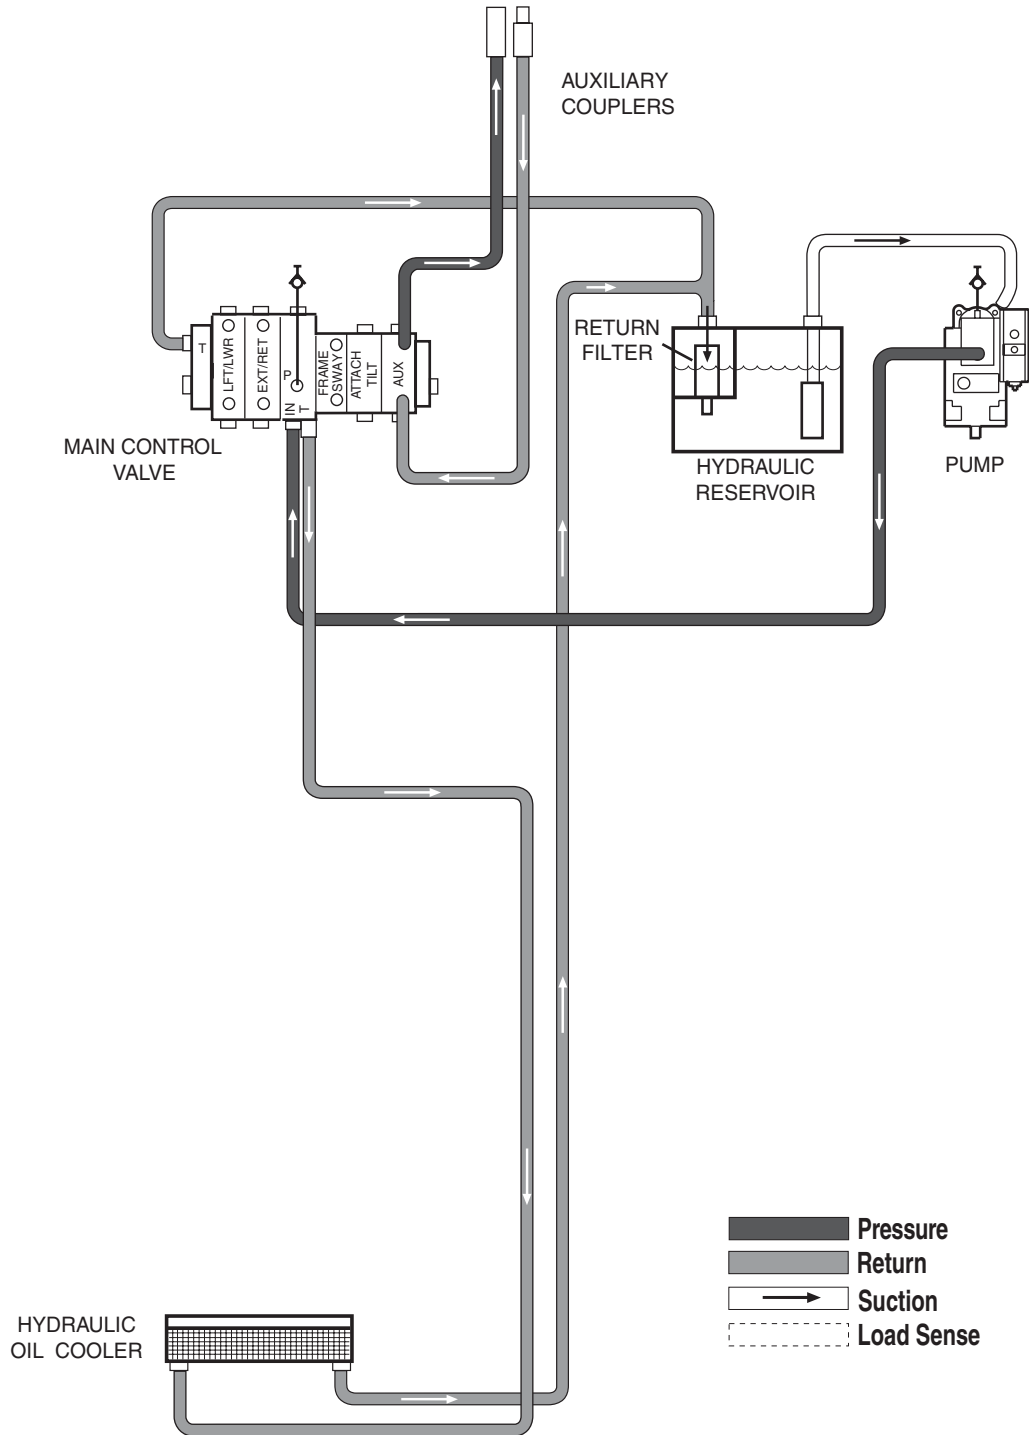 AUXILIARY
COUPLERS
RETURN
FILTER
T
LFT/LWR
EXT/RET
P
IN
T
FRAME
SWAY
ATTACH
TILT
AUX
MAIN CONTROL
VALVE
HYDRAULIC
RESERVOIR
PUMP
Pressure
Return
Suction
Load Sense
HYDRAULIC
OIL COOLER